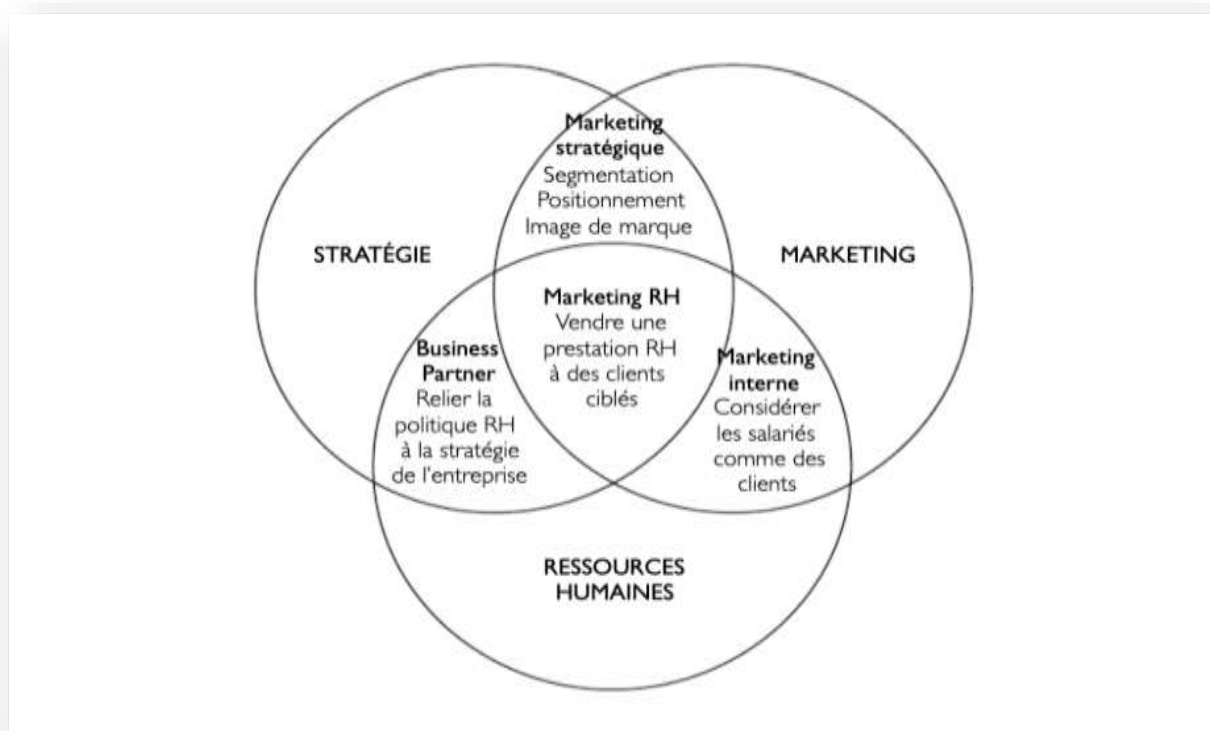 Marketing
stratégique
Segmentation
Positionnement
Image de marque
STRATÉGIE
MARKETING
Marketing RH
Vendre une
prestation RH
à des clients
ciblés
Business
Partner
Relier la
politique RH
à la stratégie
de l'entreprise
Marketing
interne
Considérer
les salariés
comme des
clients
RESSOURCES
HUMAINES